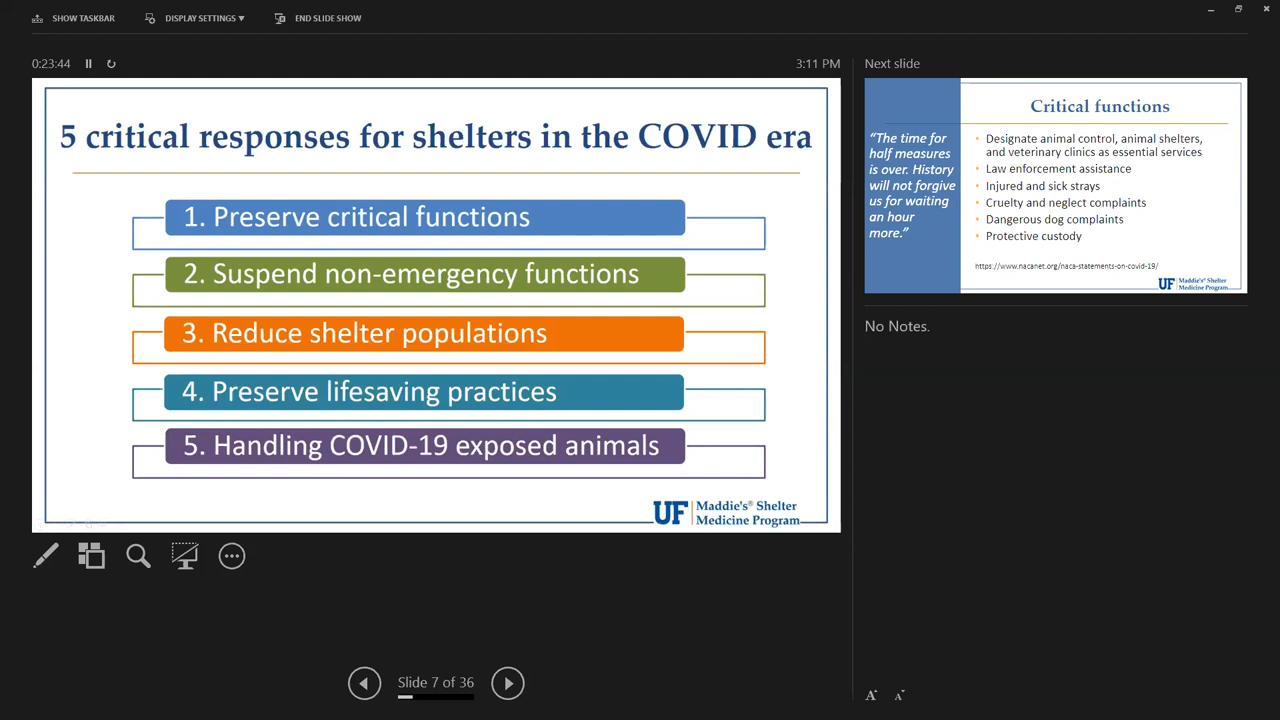 SHOW TASKBAR
DISPLAY SETTINGS ▼
END SLIDE SHOW
0:23:44
3:11 PM
5 critical responses for shelters in the COVID era
1. Preserve critical functions
2. Suspend non-emergency functions
3. Reduce shelter populations
4. Preserve lifesaving practices
5. Handling COVID-19 exposed animals
UF Maddie's® Shelter
Medicine Program
Slide 7 of 36
Next slide
Critical functions
“The time for
half measures
is over. History
will not forgive
us for waiting
an hour
more.”
• Designate animal control, animal shelters,
and veterinary clinics as essential services
• Law enforcement assistance
• Injured and sick strays
• Cruelty and neglect complaints
• Dangerous dog complaints
• Protective custody
https://www.nacanet.org/naca-statements-on-covid-19/
UF Maddie's® Shelter
Medicine Program
No Notes.
A A